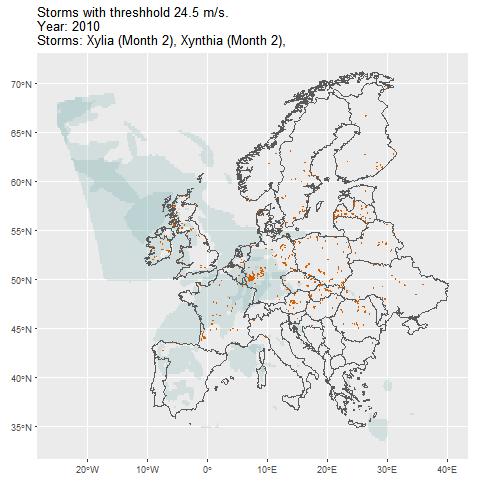 Storms with threshhold 24.5 m/s.
Year: 2010
Storms: Xylia (Month 2), Xynthia (Month 2),
70°N
65°N
60°N
55°N
50°N
45°N
40°N
35°N
20°W 10°W 0° 10°E 20°E 30°E 40°E